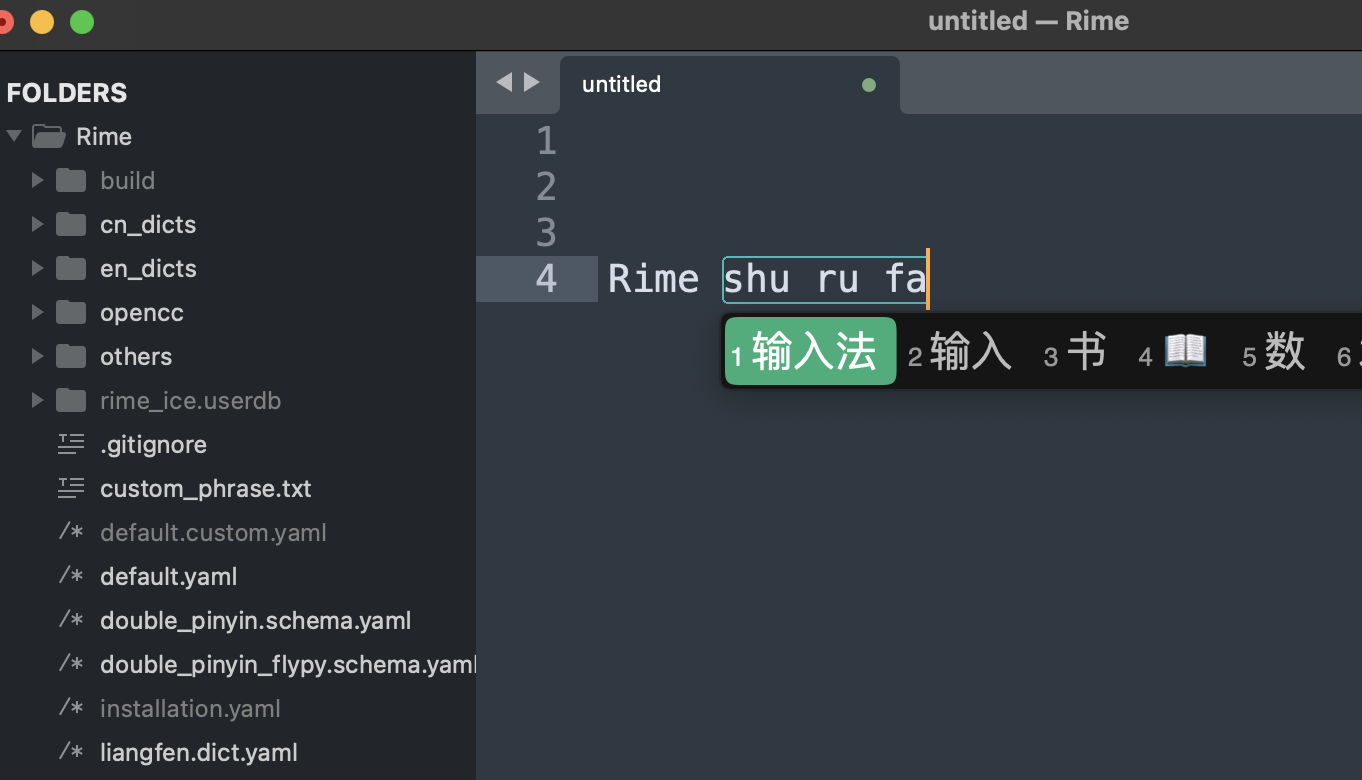 untitled — Rime
FOLDERS
Rime
build
cn_dicts
en_dicts
opencc
others
rime_ice.userdb
.gitignore
custom_phrase.txt
/* default.custom.yaml
/* default.yaml
/* double_pinyin.schema.yaml
/* double_pinyin_flypy.schema.yaml
/* installation.yaml
/* liangfen.dict.yaml
untitled
1
2
3
4 Rime shu ru fa
1 输入法 2 输入 3 书 4 📖 5 数 6